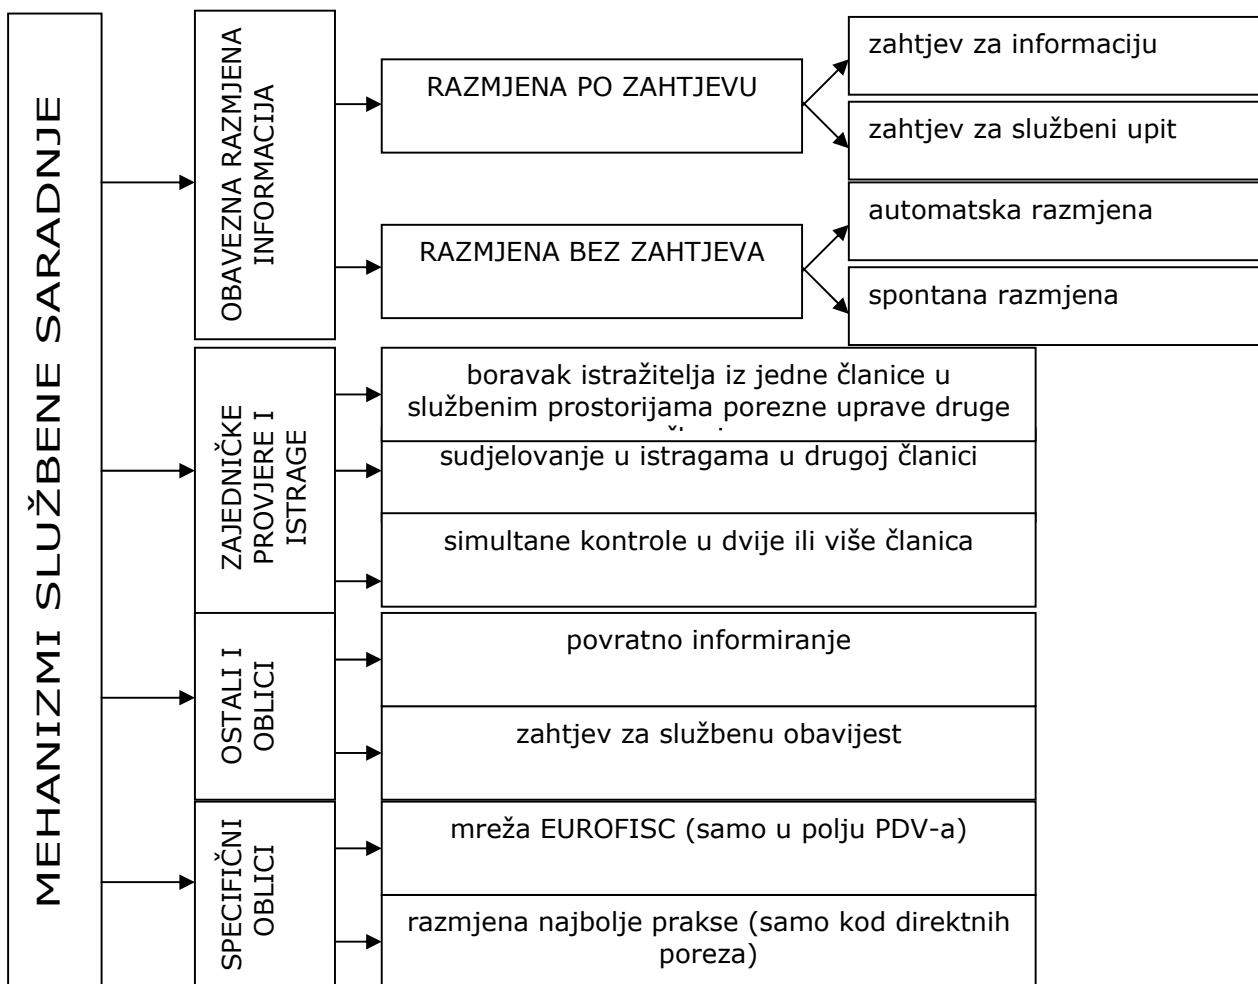 MEHANIZMI SLUŽBENE SARADNJE
OBAVEZNA RAZMJENA
INFORMACIJA
RAZMJENA PO ZAHTJEVU
zahtjev za informaciju
zahtjev za službeni upit
RAZMJENA BEZ ZAHTJEVA
automatska razmjena
spontana razmjena
ZAJEDNIČKE
PROVJERE I
ISTRAGE
boravak istražitelja iz jedne članice u
službenim prostorijama porezne uprave druge
sudjelovanje u istragama u drugoj članici
simultane kontrole u dvije ili više članica
OSTALI I
OBLICI
povratno informiranje
zahtjev za službenu obavijest
SPECIFIČNI
OBLICI
mreža EUROFISC (samo u polju PDV-a)
razmjena najbolje prakse (samo kod direktnih
poreza)